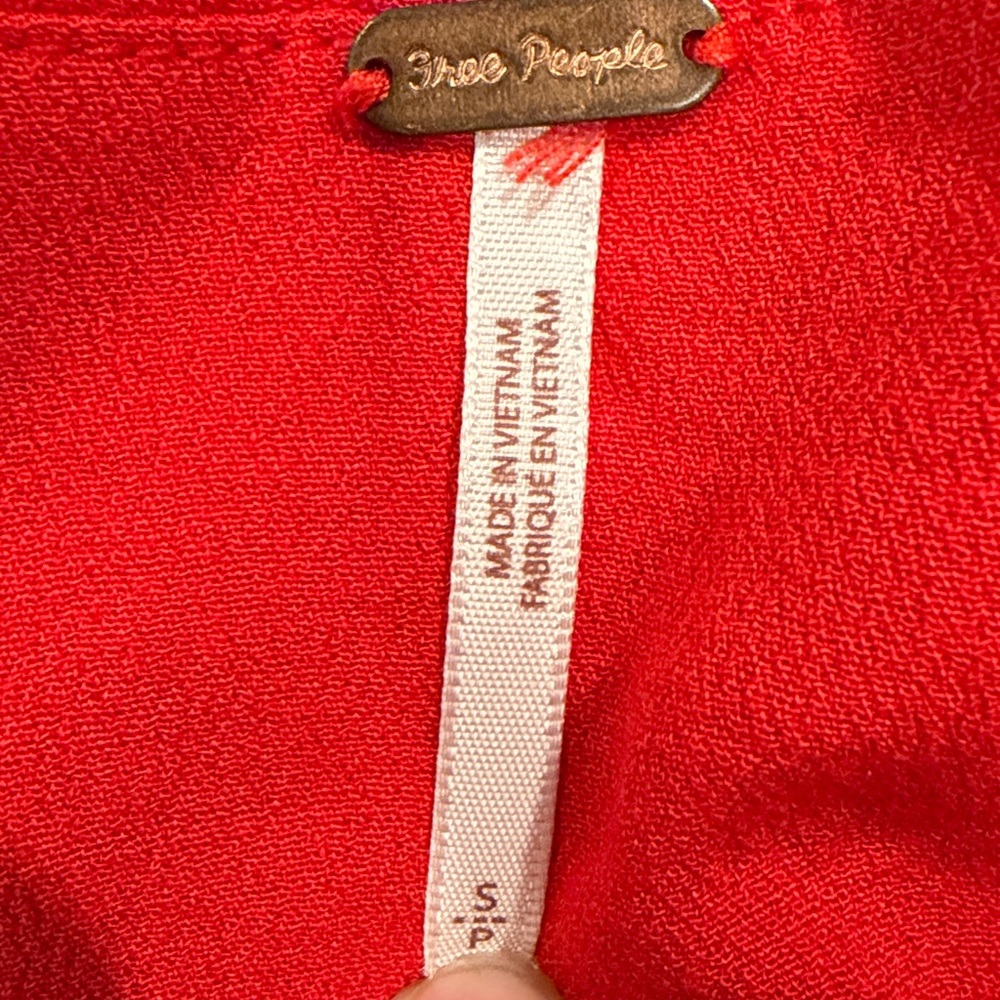 Free People
MADE IN VIETNAM
FABRIQUÉ EN VIETNAM
S
P